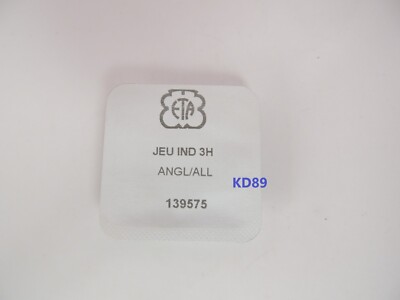 ETA
JEU IND 3H
ANGL/ALL
KD89
139575